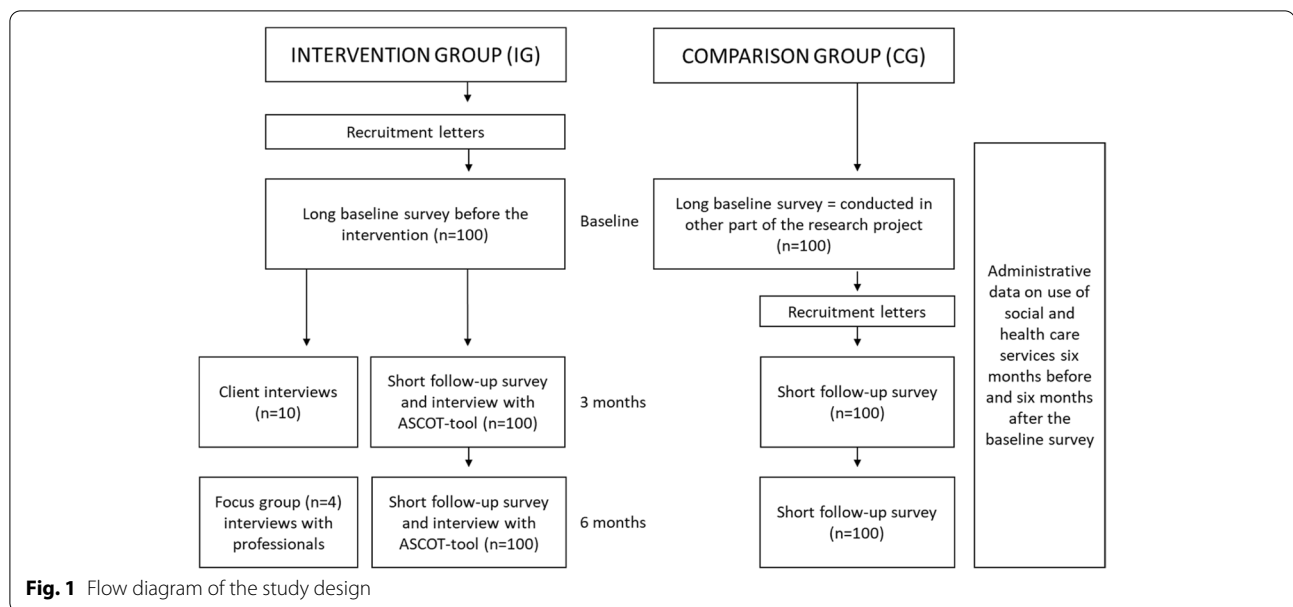 INTERVENTION GROUP (IG)
COMPARISON GROUP (CG)
Recruitment letters
Long baseline survey before the
intervention (n=100)
Baseline
Long baseline survey = conducted in
other part of the research project
(n=100)
Recruitment letters
Client interviews
(n=10)
Short follow-up survey
and interview with
ASCOT-tool (n=100)
3 months
Short follow-up survey
(n=100)
Focus group (n=4)
interviews with
professionals
Short follow-up survey
and interview with
ASCOT-tool (n=100)
6 months
Short follow-up survey
(n=100)
Administrative
data on use of
social and
health care
services six
months before
and six months
after the
baseline survey
Fig. 1 Flow diagram of the study design